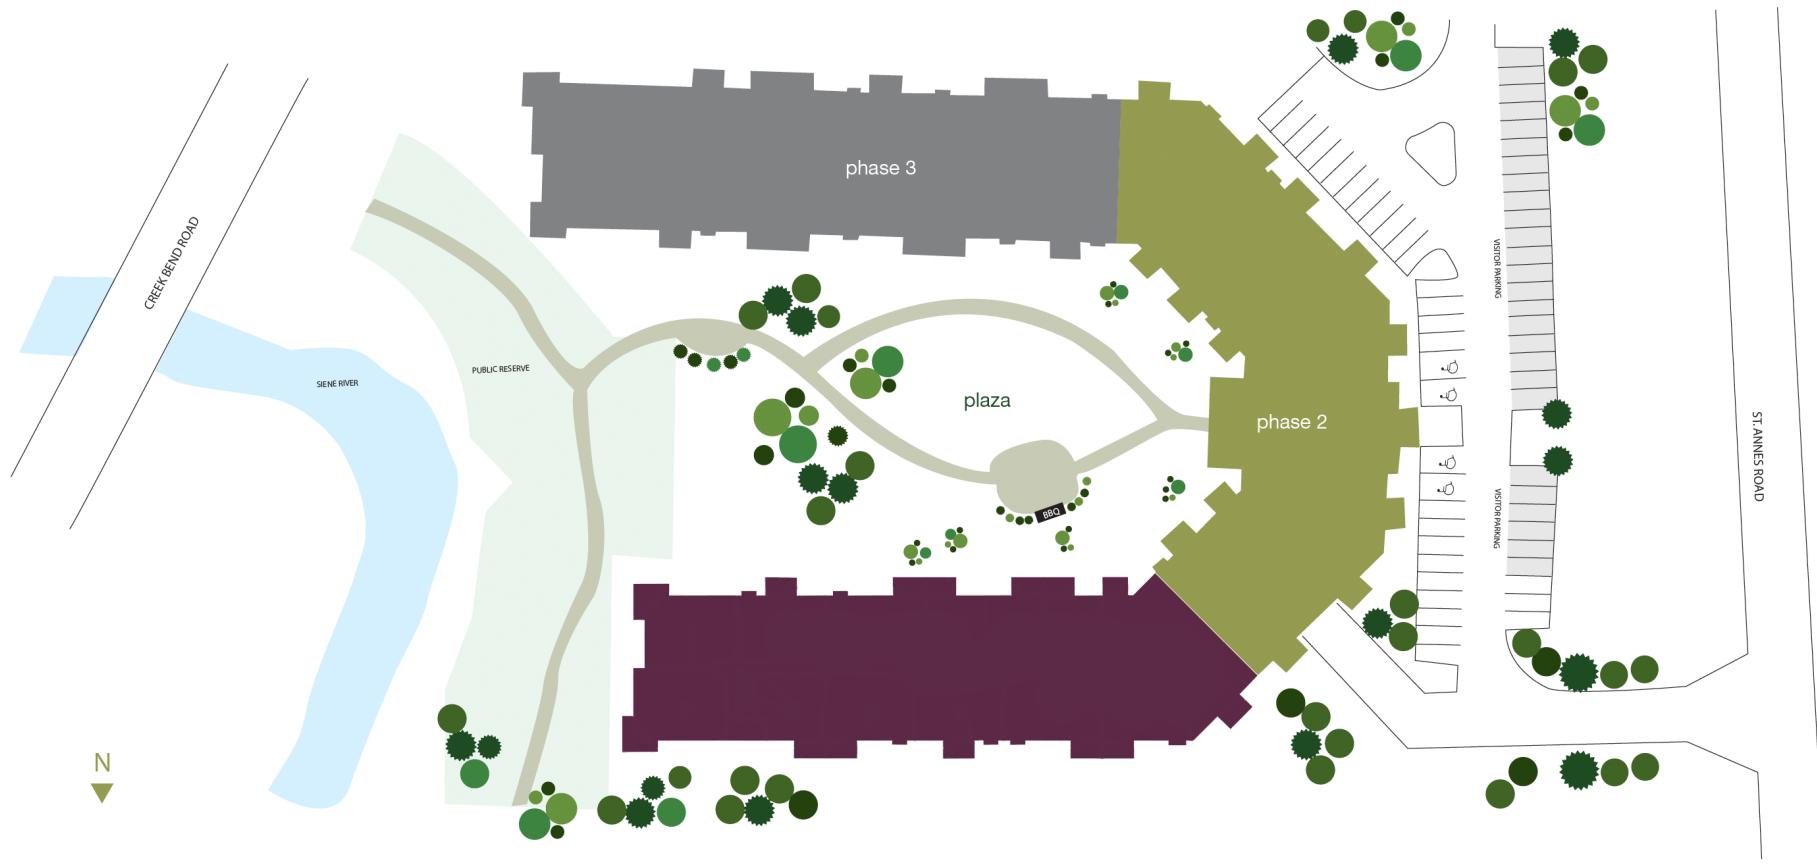 phase 3
CREEK BEND ROAD
VISITOR PARKING
SIENE RIVER
PUBLIC RESERVE
plaza
phase 2
ST. ANNES ROAD
BBQ
VISITOR PARKING
N